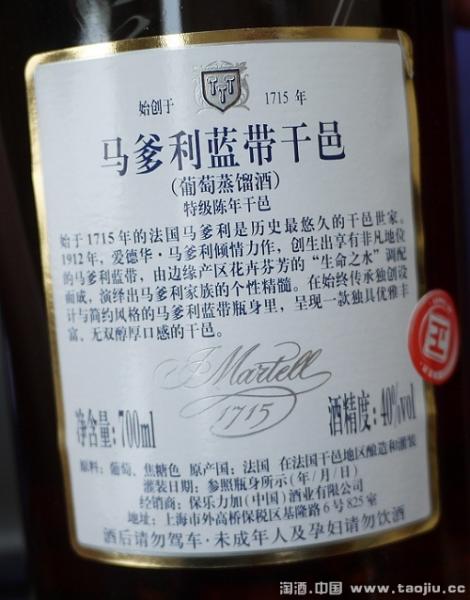 始创于 1715 年
马爹利蓝带干邑
(葡萄蒸馏酒)
特级陈年干邑
始于1715年的法国马爹利是历史最悠久的干邑世家。
1912年，爱德华·马爹利倾情力作，创生出享有非凡地位
的马爹利蓝带，由边缘产区花卉芬芳的“生命之水”调配
而成，演绎出马爹利家族的个性精髓。在始终传承独创设
计与简约风格的马爹利蓝带瓶身里，呈现一款独具优雅丰
富、无双醇厚口感的干邑。
J Martell
1715
净含量: 700ml 酒精度: 40%vol
原料: 葡萄、焦糖色 原产国: 法国 在法国干邑地区酿造和灌装
灌装日期: 参照瓶身所示(年/月/日)
经销商: 保乐力加(中国)酒业有限公司
地址: 上海市外高桥保税区基隆路6号825室
酒后请勿驾车·未成年人及孕妇请勿饮酒
淘酒.中国 www.taojiu.cc